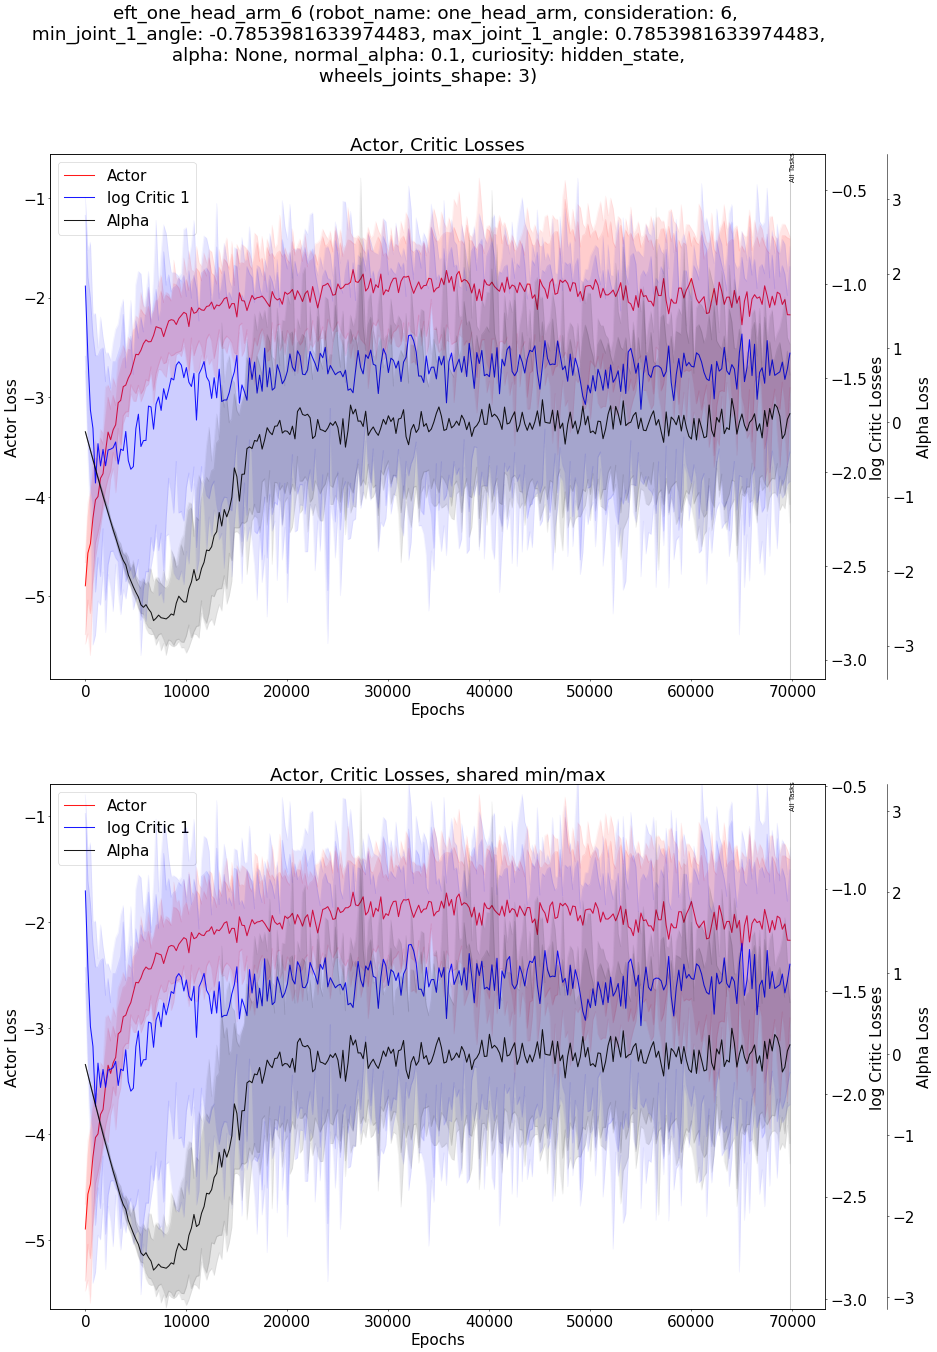 eft_one_head_arm_6 (robot_name: one_head_arm, consideration: 6,
min_joint_1_angle: -0.7853981633974483, max_joint_1_angle: 0.7853981633974483,
alpha: None, normal_alpha: 0.1, curiosity: hidden_state,
wheels_joints_shape: 3)
Actor, Critic Losses
Actor
log Critic 1
Alpha
All Tasks
−1
−2
−3
−4
−5
Actor Loss
−0.5
−1.0
−1.5
−2.0
−2.5
−3.0
log Critic Losses
3
2
1
0
−1
−2
−3
Alpha Loss
0 10000 20000 30000 40000 50000 60000 70000
Epochs
Actor, Critic Losses, shared min/max
Actor
log Critic 1
Alpha
All Tasks
−1
−2
−3
−4
−5
Actor Loss
−0.5
−1.0
−1.5
−2.0
−2.5
−3.0
log Critic Losses
3
2
1
0
−1
−2
−3
Alpha Loss
0 10000 20000 30000 40000 50000 60000 70000
Epochs